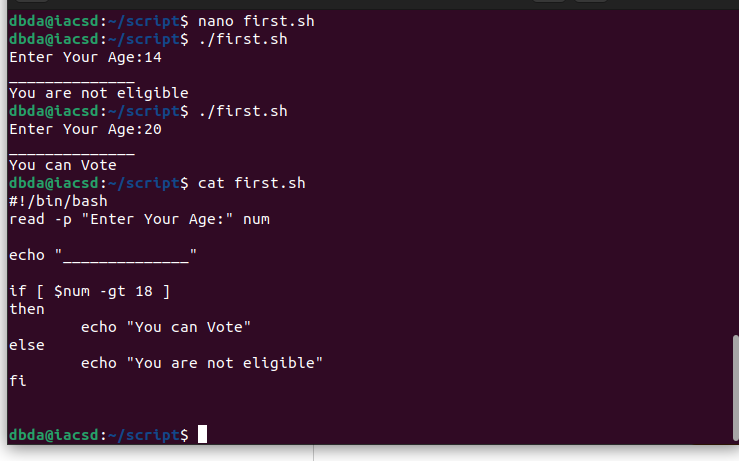 dbda@iacsd:~/script$ nano first.sh
dbda@iacsd:~/script$ ./first.sh
Enter Your Age:14
______________
You are not eligible
dbda@iacsd:~/script$ ./first.sh
Enter Your Age:20
______________
You can Vote
dbda@iacsd:~/script$ cat first.sh
#!/bin/bash
read -p "Enter Your Age:" num
echo "______________"
if [ $num -gt 18 ]
then
        echo "You can Vote"
else
        echo "You are not eligible"
fi
dbda@iacsd:~/script$